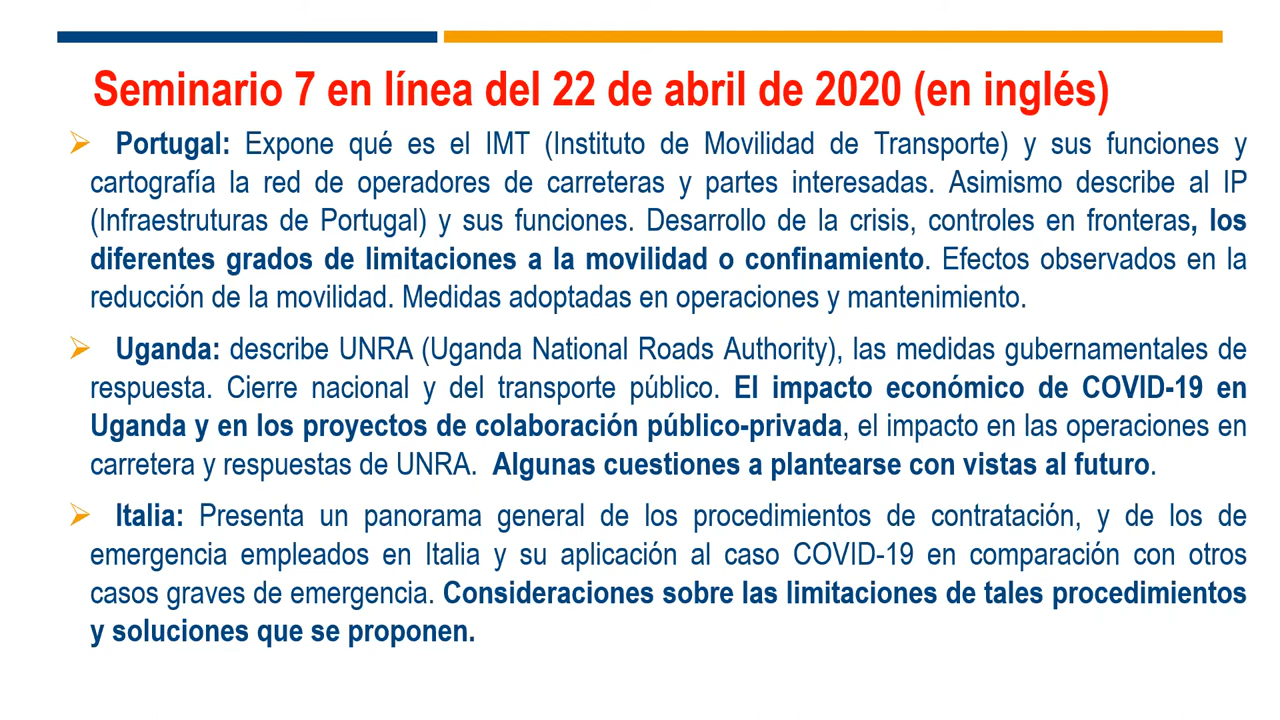 Seminario 7 en línea del 22 de abril de 2020 (en inglés)
Portugal: Expone qué es el IMT (Instituto de Movilidad de Transporte) y sus funciones y
cartografía la red de operadores de carreteras y partes interesadas. Asimismo describe al IP
(Infraestruturas de Portugal) y sus funciones. Desarrollo de la crisis, controles en fronteras, los
diferentes grados de limitaciones a la movilidad o confinamiento. Efectos observados en la
reducción de la movilidad. Medidas adoptadas en operaciones y mantenimiento.
Uganda: describe UNRA (Uganda National Roads Authority), las medidas gubernamentales de
respuesta. Cierre nacional y del transporte público. El impacto económico de COVID-19 en
Uganda y en los proyectos de colaboración público-privada, el impacto en las operaciones en
carretera y respuestas de UNRA. Algunas cuestiones a plantearse con vistas al futuro.
Italia: Presenta un panorama general de los procedimientos de contratación, y de los de
emergencia empleados en Italia y su aplicación al caso COVID-19 en comparación con otros
casos graves de emergencia. Consideraciones sobre las limitaciones de tales procedimientos
y soluciones que se proponen.